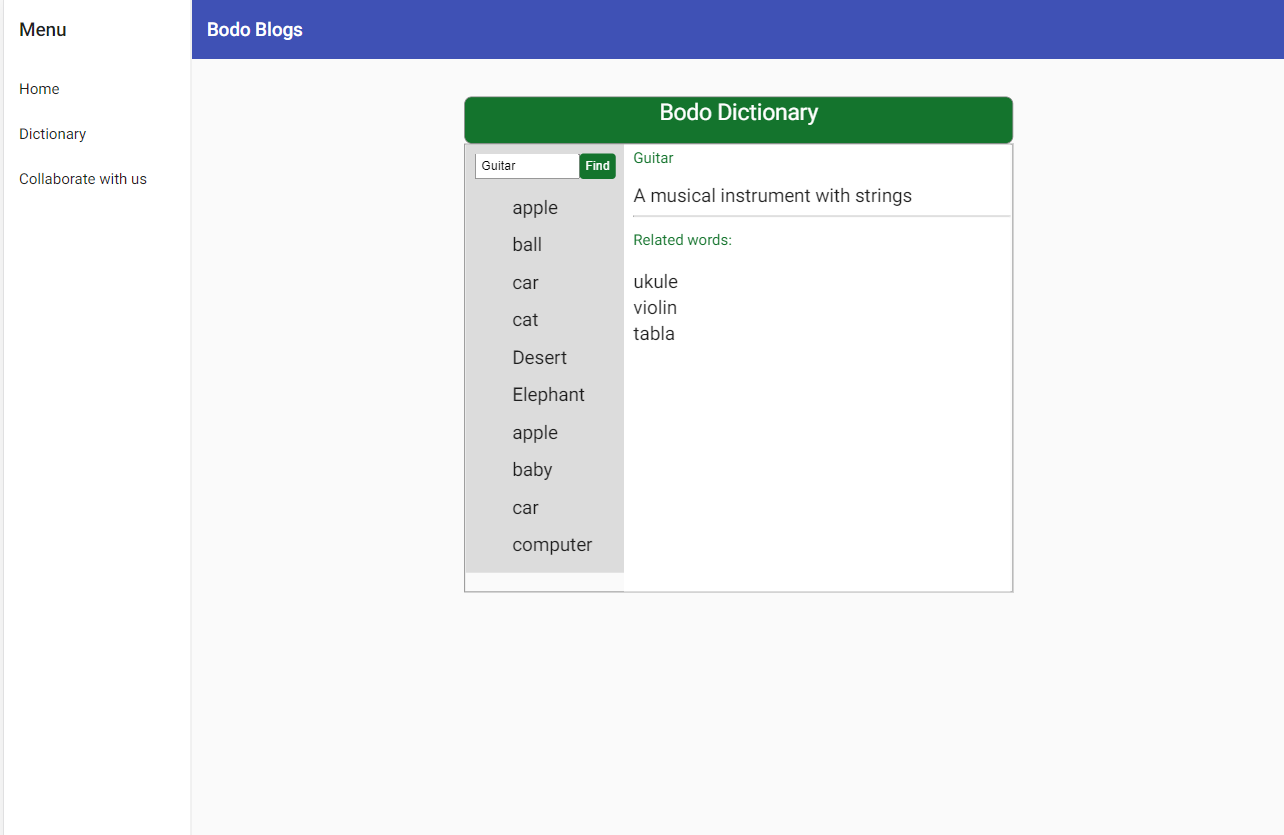 Menu
Home
Dictionary
Collaborate with us
Bodo Blogs
Bodo Dictionary
Guitar Find
apple
ball
car
cat
Desert
Elephant
apple
baby
car
computer
Guitar
A musical instrument with strings
Related words:
ukule
violin
tabla